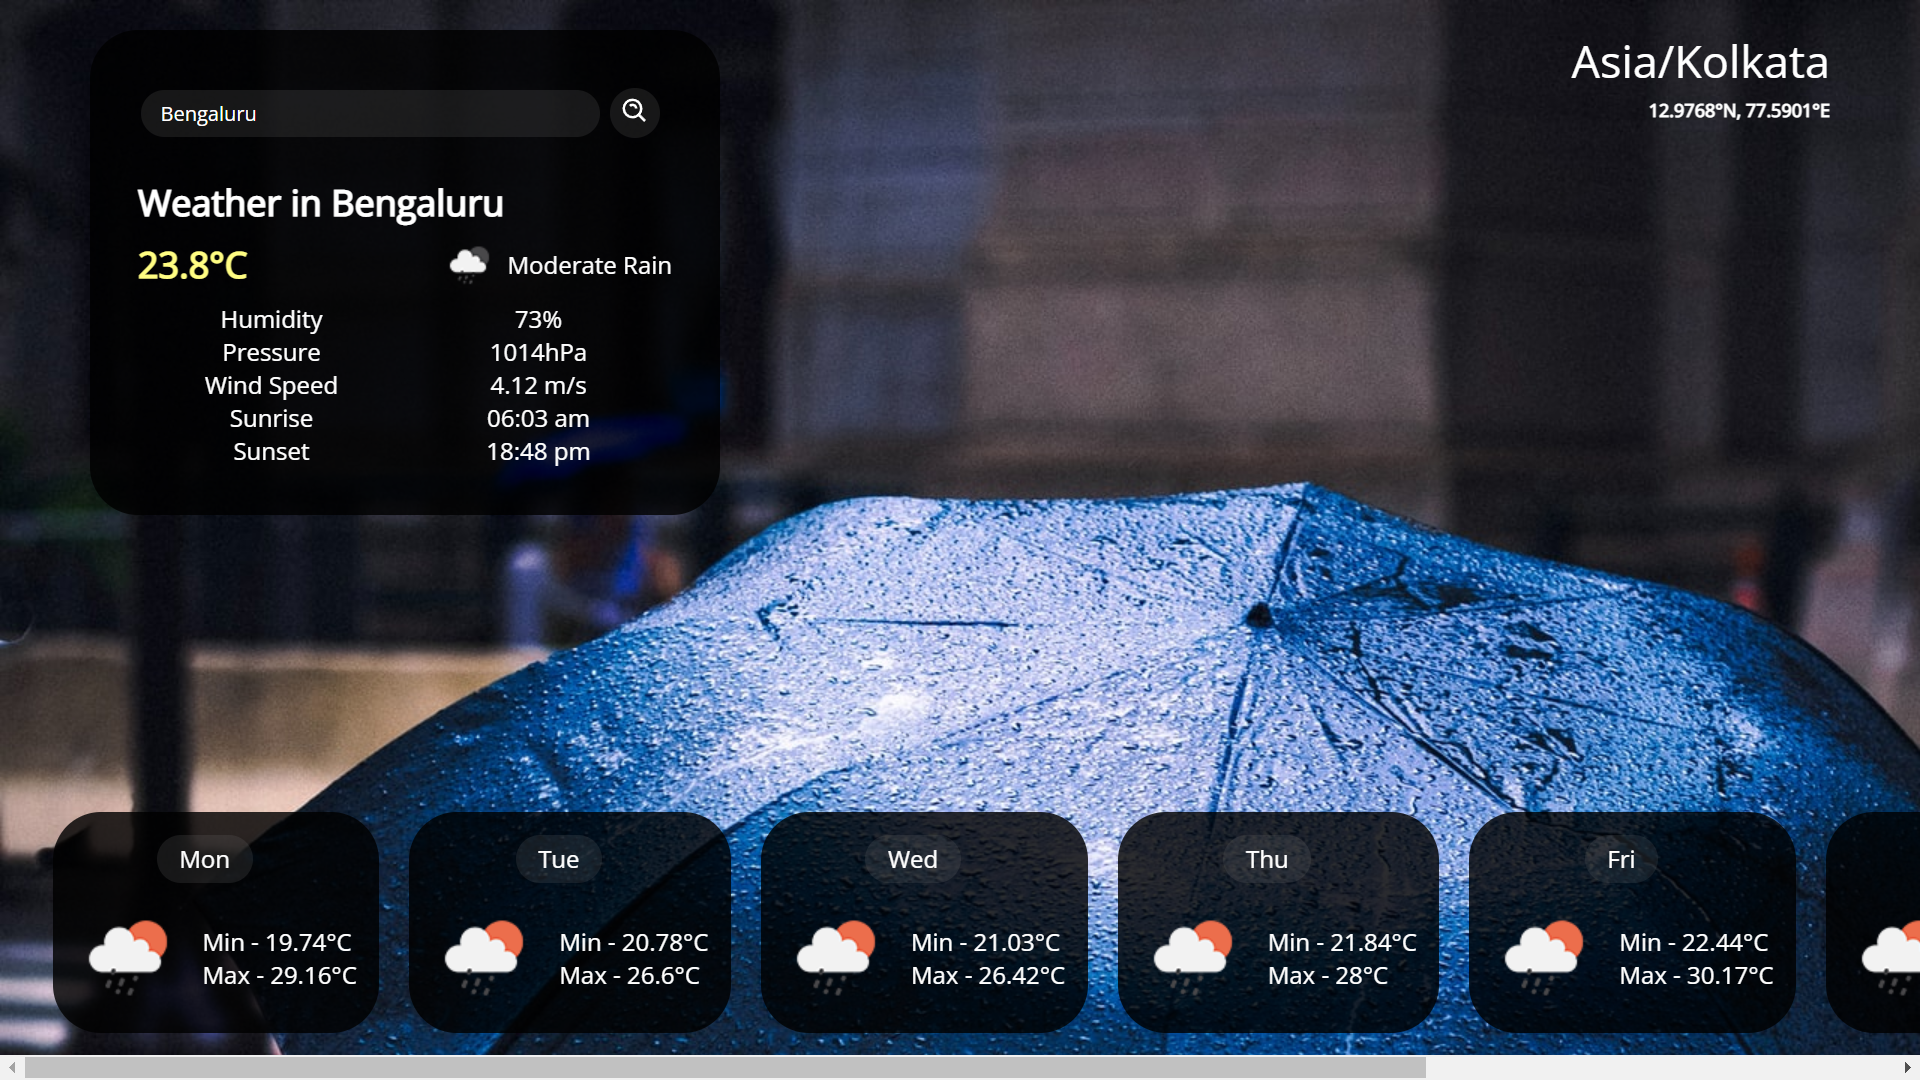 Bengaluru
Asia/Kolkata
12.9768°N, 77.5901°E
Weather in Bengaluru
23.8°C Moderate Rain
Humidity 73%
Pressure 1014hPa
Wind Speed 4.12 m/s
Sunrise 06:03 am
Sunset 18:48 pm
Mon
Min - 19.74°C
Max - 29.16°C
Tue
Min - 20.78°C
Max - 26.6°C
Wed
Min - 21.03°C
Max - 26.42°C
Thu
Min - 21.84°C
Max - 28°C
Fri
Min - 22.44°C
Max - 30.17°C